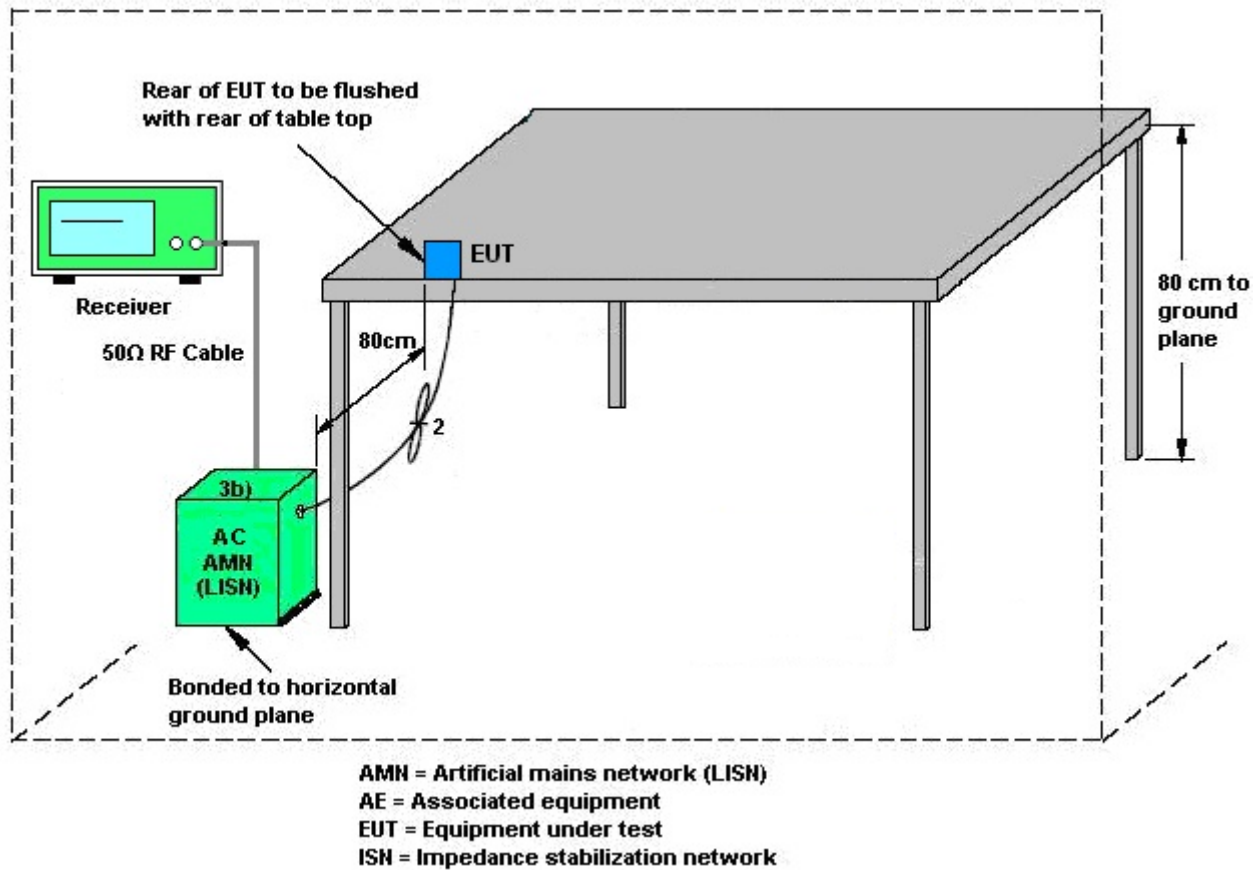 Rear of EUT to be flushed
with rear of table top
EUT
Receiver
50Ω RF Cable
80cm
2
80 cm to
ground
plane
3b)
AC
AMN
(LISN)
Bonded to horizontal
ground plane
AMN = Artificial mains network (LISN)
AE = Associated equipment
EUT = Equipment under test
ISN = Impedance stabilization network